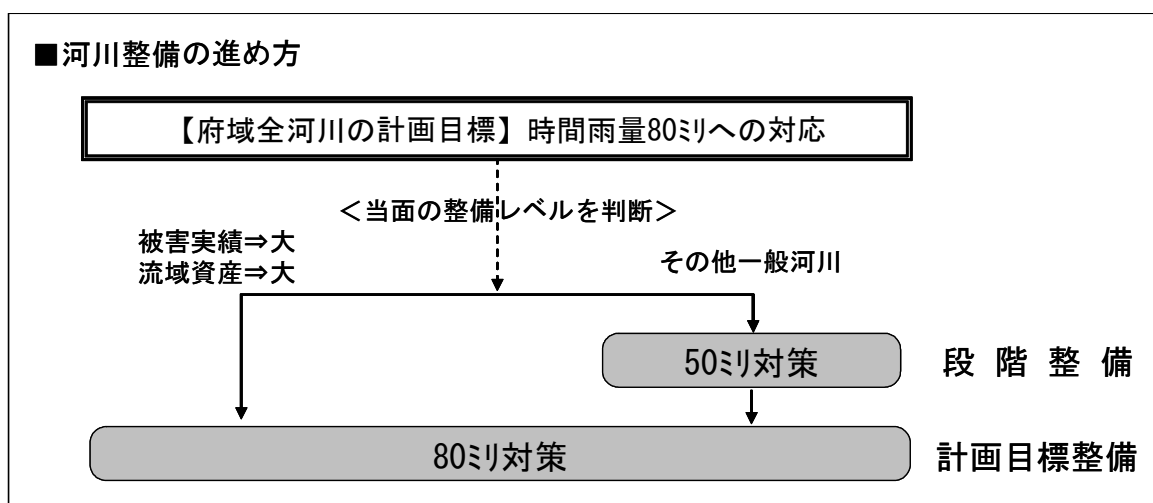 ■河川整備の進め方
【府域全河川の計画目標】時間雨量80ﾐﾘへの対応
＜当面の整備レベルを判断＞
被害実績⇒大
流域資産⇒大
その他一般河川
50ﾐﾘ対策
段階整備
80ﾐﾘ対策
計画目標整備